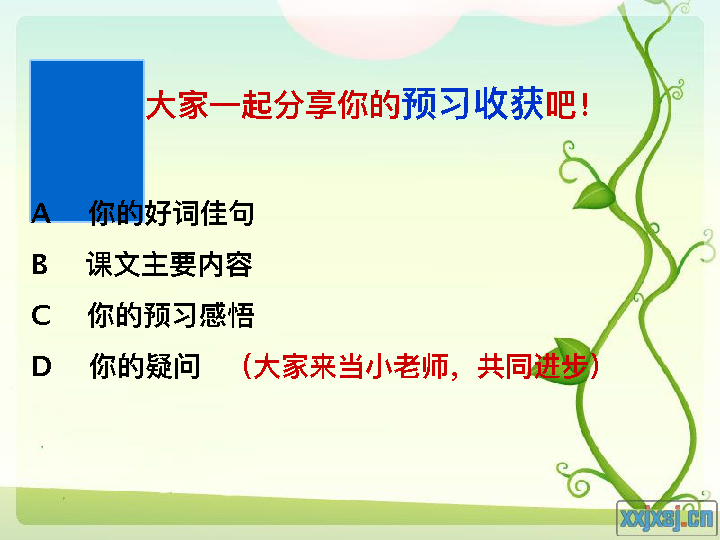 大家一起分享你的预习收获吧！
A 你的好词佳句
B 课文主要内容
C 你的预习感悟
D 你的疑问 （大家来当小老师，共同进步）
xxjxsj.cn